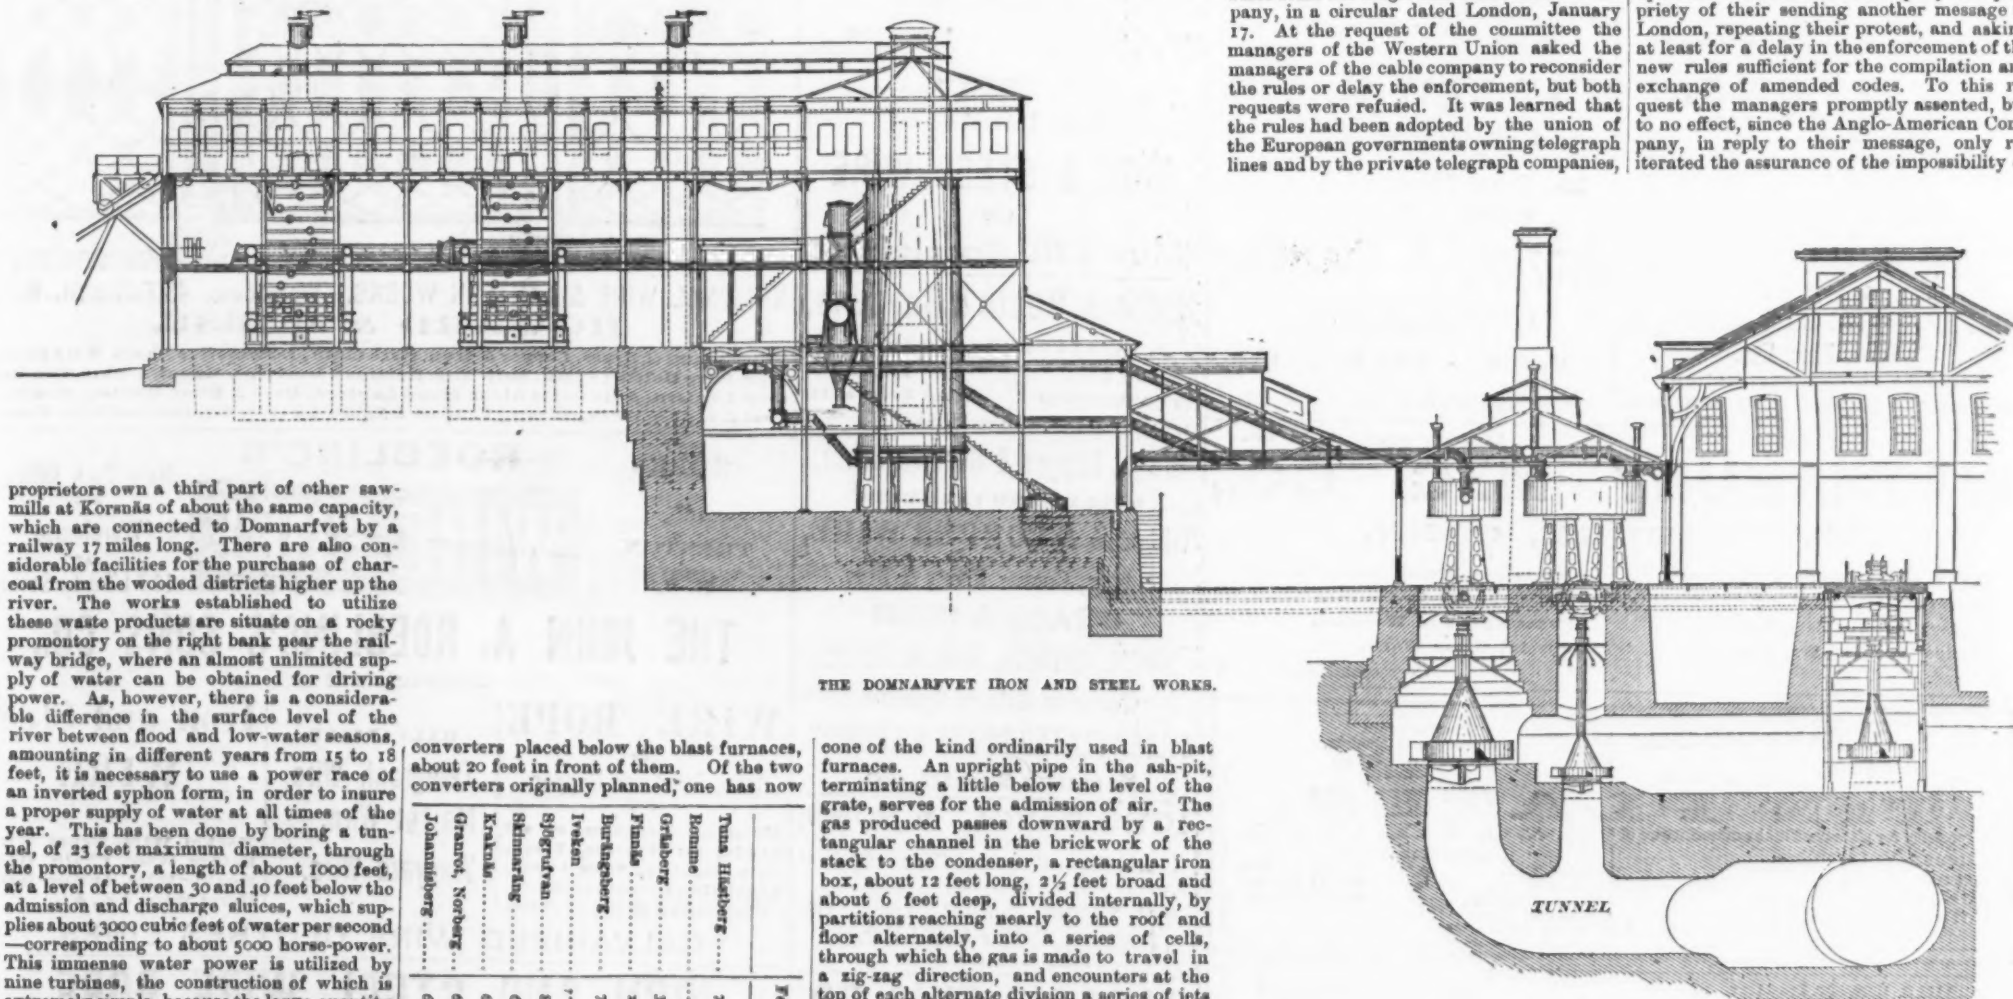 pany, in a circular dated London, January
17. At the request of the committee the
managers of the Western Union asked the
managers of the cable company to reconsider
the rules or delay the enforcement, but both
requests were refused. It was learned that
the rules had been adopted by the union of
the European governments owning telegraph
lines and by the private telegraph companies,
priety of their sending another message
London, repeating their protest, and
at least for a delay in the enforcement of
new rules sufficient for the compilation
exchange of amended codes. To this
quest the managers promptly assented,
to no effect, since the Anglo-American
pany, in reply to their message, only
iterated the assurance of the impossibility
THE DOMNARFVET IRON AND STEEL WORKS.
TUNNEL
proprietors own a third part of other saw-
mills at Korsnäs of about the same capacity,
which are connected to Domnarfvet by a
railway 17 miles long. There are also con-
siderable facilities for the purchase of char-
coal from the wooded districts higher up the
river. The works established to utilize
these waste products are situate on a rocky
promontory on the right bank near the rail-
way bridge, where an almost unlimited sup-
ply of water can be obtained for driving
power. As, however, there is a considera-
ble difference in the surface level of the
river between flood and low-water seasons,
amounting in different years from 15 to 18
feet, it is necessary to use a power race of
an inverted syphon form, in order to insure
a proper supply of water at all times of the
year. This has been done by boring a tun-
nel, of 23 feet maximum diameter, through
the promontory, a length of about 1000 feet,
at a level of between 30 and 40 feet below the
admission and discharge sluices, which sup-
plies about 3000 cubic feet of water per second
—corresponding to about 5000 horse-power.
This immense water power is utilized by
nine turbines, the construction of which is
converters placed below the blast furnaces,
about 20 feet in front of them. Of the two
converters originally planned, one has now
Tuna Hästberg
Romme
Gräsberg
Finnäs
Burängsberg
Iveken
Sjögrufvan
Skinnaräng
Kraknäs
Granrot, Norberg
Johannisberg
cone of the kind ordinarily used in blast
furnaces. An upright pipe in the ash-pit,
terminating a little below the level of the
grate, serves for the admission of air. The
gas produced passes downward by a rec-
tangular channel in the brickwork of the
stack to the condenser, a rectangular iron
box, about 12 feet long, 2½ feet broad and
about 6 feet deep, divided internally, by
partitions reaching nearly to the roof and
floor alternately, into a series of cells,
through which the gas is made to travel in
a zig-zag direction, and encounters at the
top of each alternate division a series of jets